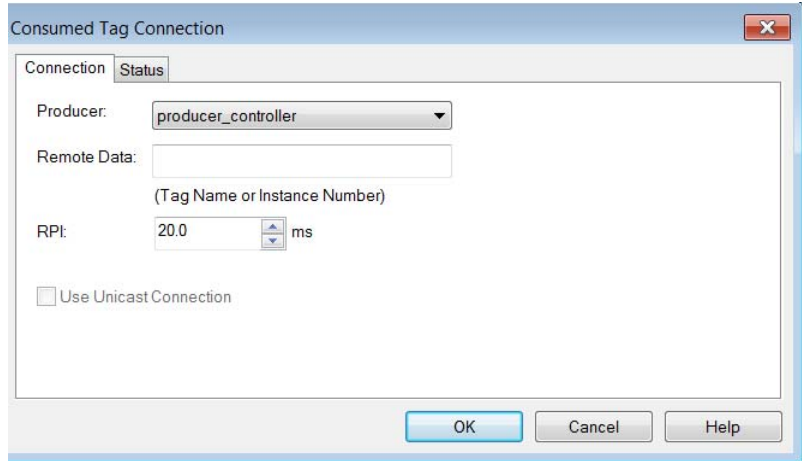 Consumed Tag Connection
Connection Status
Producer: producer_controller
Remote Data:
(Tag Name or Instance Number)
RPI: 20.0 ms
Use Unicast Connection
OK Cancel Help